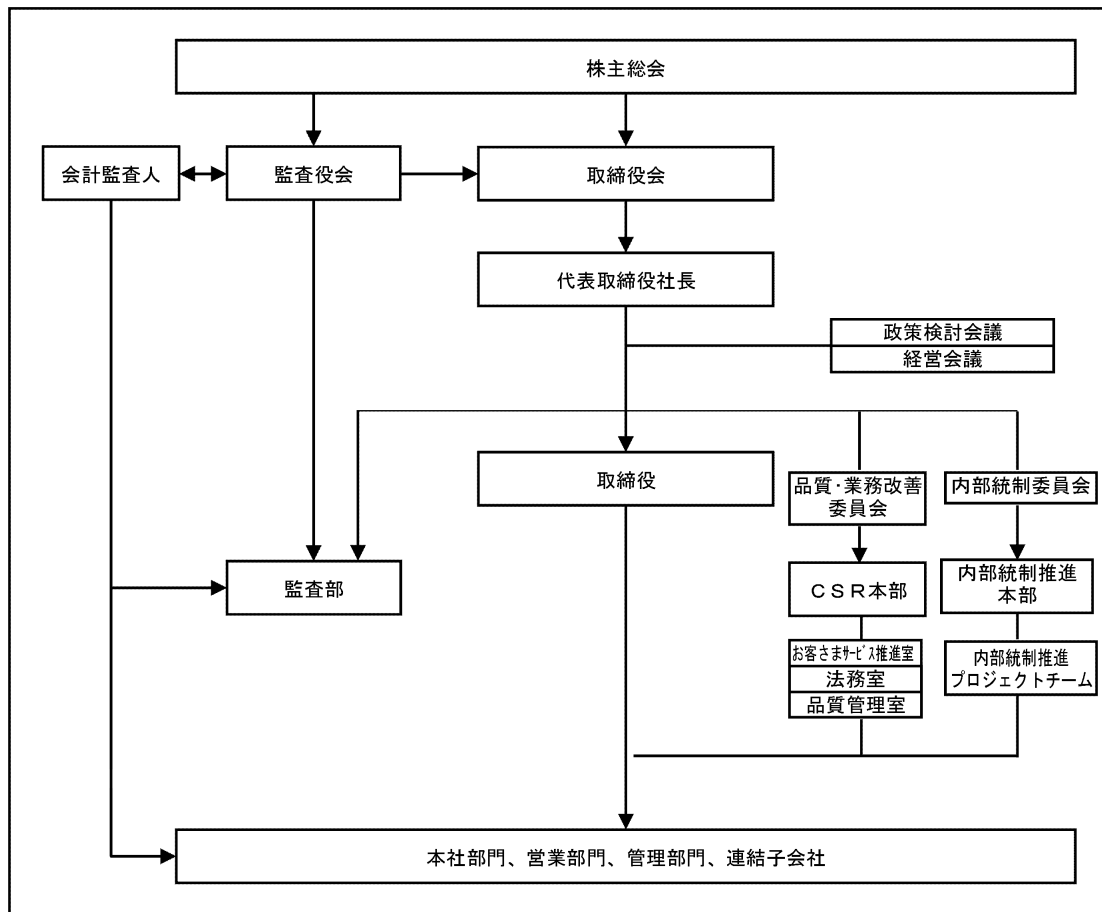 株主総会
会計監査人
監査役会
取締役会
代表取締役社長
政策検討会議
経営会議
取締役
品質・業務改善
委員会
内部統制委員会
監査部
CSR本部
内部統制推進
本部
お客さまサービス推進室
法務室
品質管理室
内部統制推進
プロジェクトチーム
本社部門、営業部門、管理部門、連結子会社